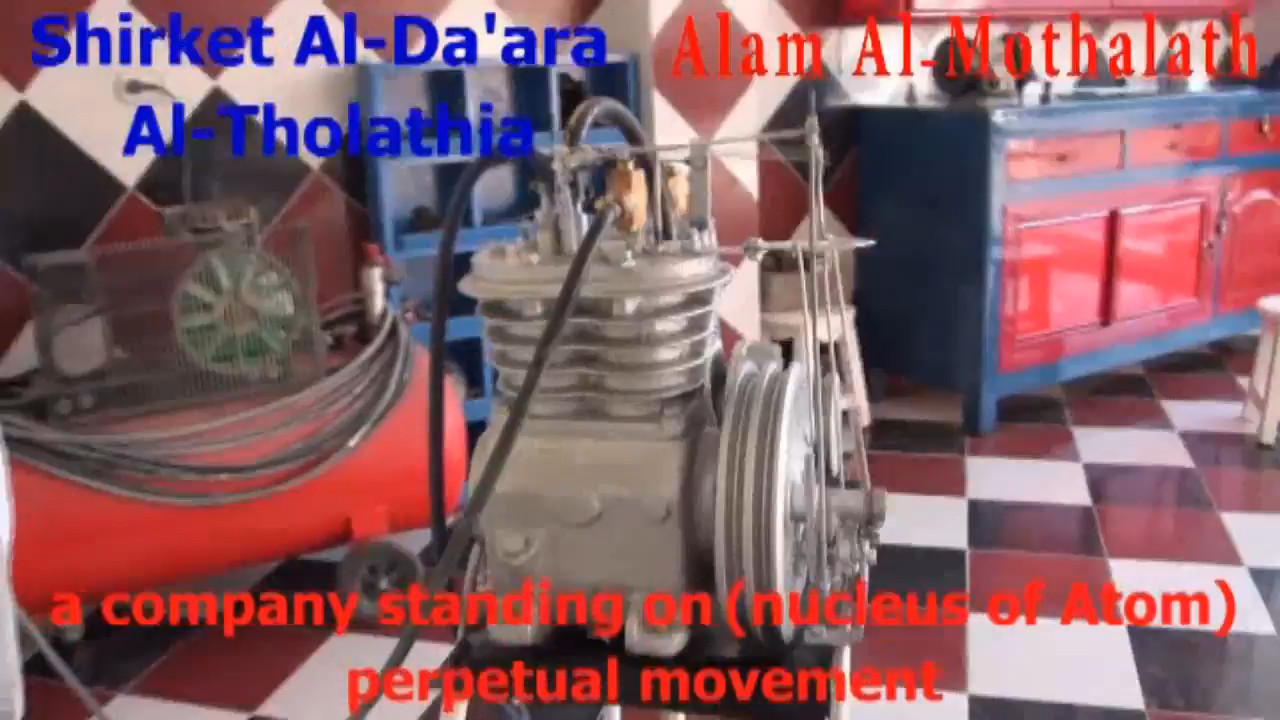 Shirket Al-Da'ara
Al-Tholathia
Alam Al-Mothalath
a company standing on (nucleus of Atom)
perpetual movement